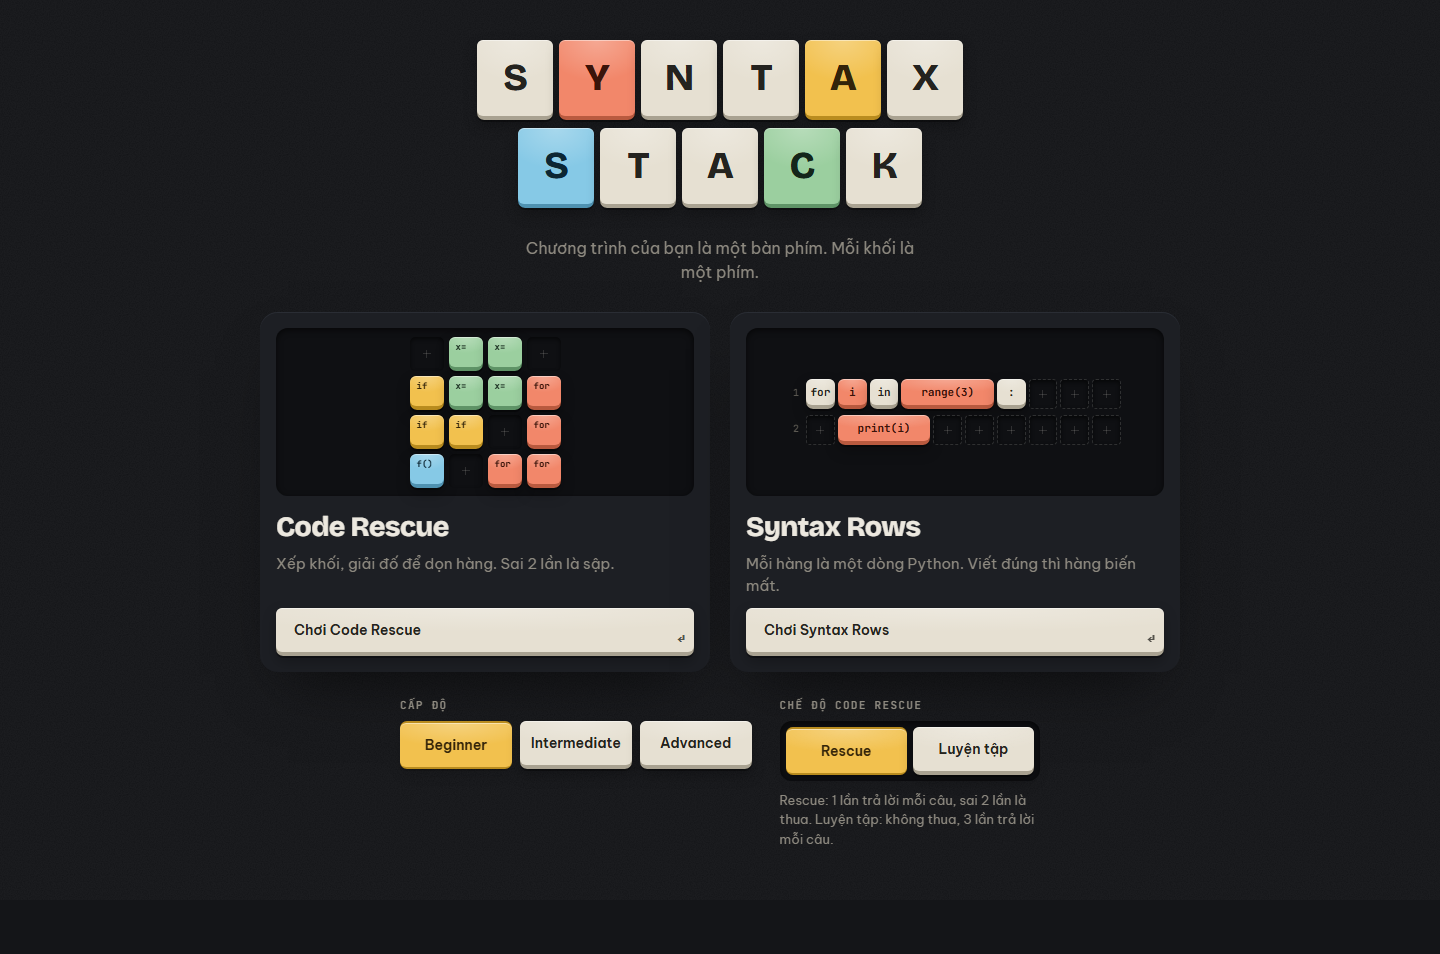 SYNTAX
STACK
Chương trình của bạn là một bàn phím. Mỗi khối là
một phím.
x= x=
if x= x= for
if if for
f() for for
1 for i in range(3) :
2 print(i)
Code Rescue
Xếp khối, giải đố để dọn hàng. Sai 2 lần là sập.
Chơi Code Rescue
Syntax Rows
Mỗi hàng là một dòng Python. Viết đúng thì hàng biến
mất.
Chơi Syntax Rows
CẤP ĐỘ
Beginner Intermediate Advanced
CHẾ ĐỘ CODE RESCUE
Rescue Luyện tập
Rescue: 1 lần trả lời mỗi câu, sai 2 lần là
thua. Luyện tập: không thua, 3 lần trả lời
mỗi câu.